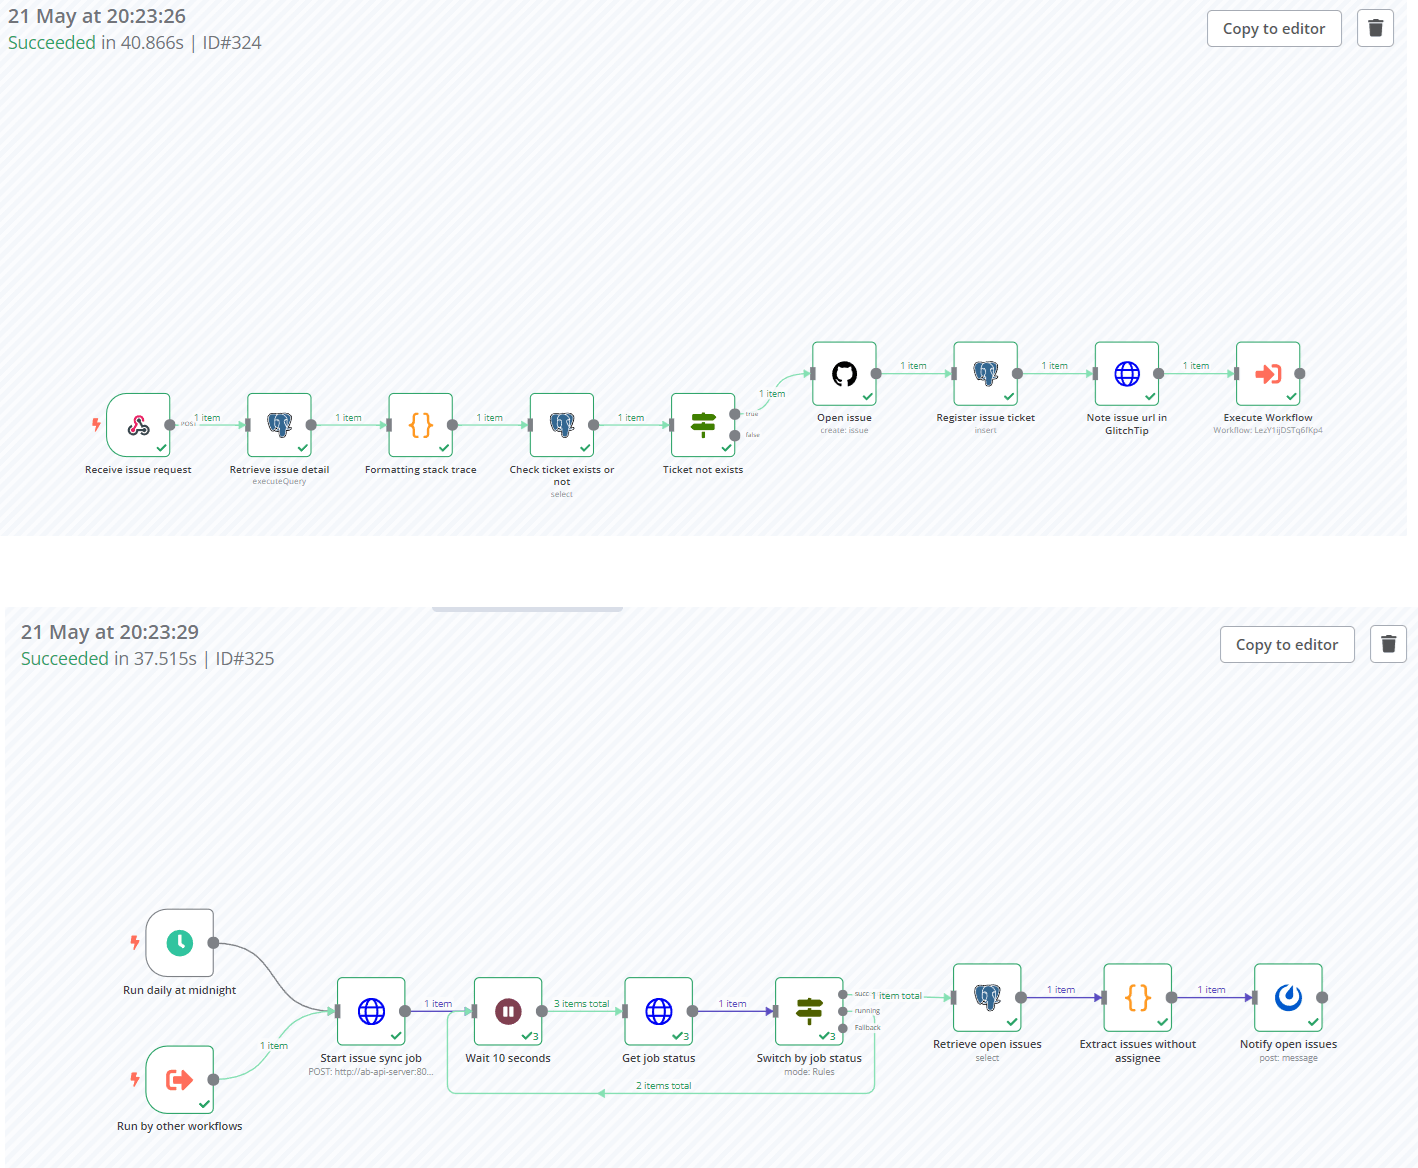 21 May at 20:23:26
Succeeded in 40.866s | ID#324
Copy to editor
1 item
1 item
1 item
1 item
1 item
1 item
1 item
1 item
POST
true
false
Open issue
create: issue
Register issue ticket
insert
Note issue url in
GlitchTip
Execute Workflow
Workflow: LezY1ijDSTq6fKp4
Receive issue request
Retrieve issue detail
executeQuery
Formatting stack trace
Check ticket exists or
not
select
Ticket not exists
21 May at 20:23:29
Succeeded in 37.515s | ID#325
Copy to editor
Run daily at midnight
1 item
3 items total
1 item
succ 1 item total
running
Fallback
1 item
1 item
3
3
3
1 item
Start issue sync job
POST: http://ab-api-server:80...
Wait 10 seconds
Get job status
Switch by job status
mode: Rules
Retrieve open issues
select
Extract issues without
assignee
Notify open issues
post: message
2 items total
Run by other workflows